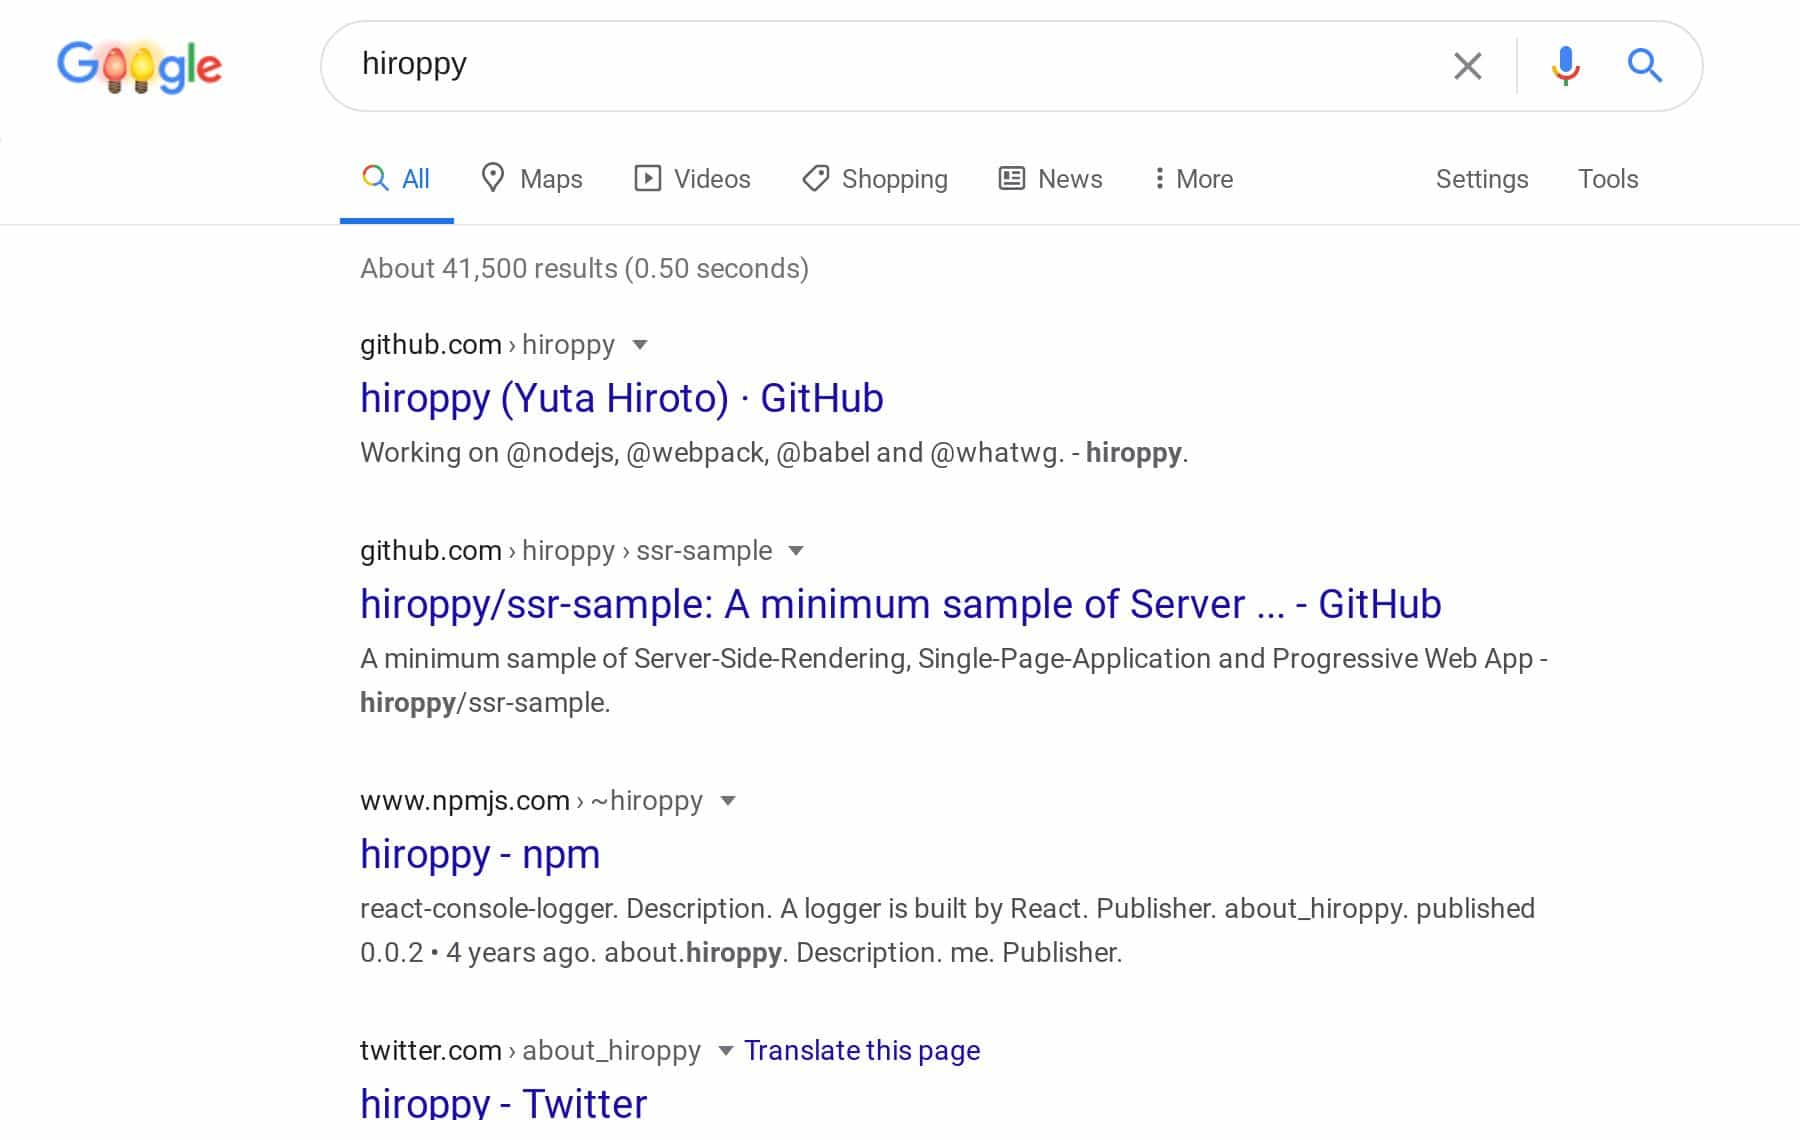 Google
hiroppy
All Maps Videos Shopping News More Settings Tools
About 41,500 results (0.50 seconds)
github.com › hiroppy
hiroppy (Yuta Hiroto) · GitHub
Working on @nodejs, @webpack, @babel and @whatwg. - hiroppy.
github.com › hiroppy › ssr-sample
hiroppy/ssr-sample: A minimum sample of Server ... - GitHub
A minimum sample of Server-Side-Rendering, Single-Page-Application and Progressive Web App -
hiroppy/ssr-sample.
www.npmjs.com › ~hiroppy
hiroppy - npm
react-console-logger. Description. A logger is built by React. Publisher. about_hiroppy. published
0.0.2 • 4 years ago. about.hiroppy. Description. me. Publisher.
twitter.com › about_hiroppy Translate this page
hiroppy - Twitter